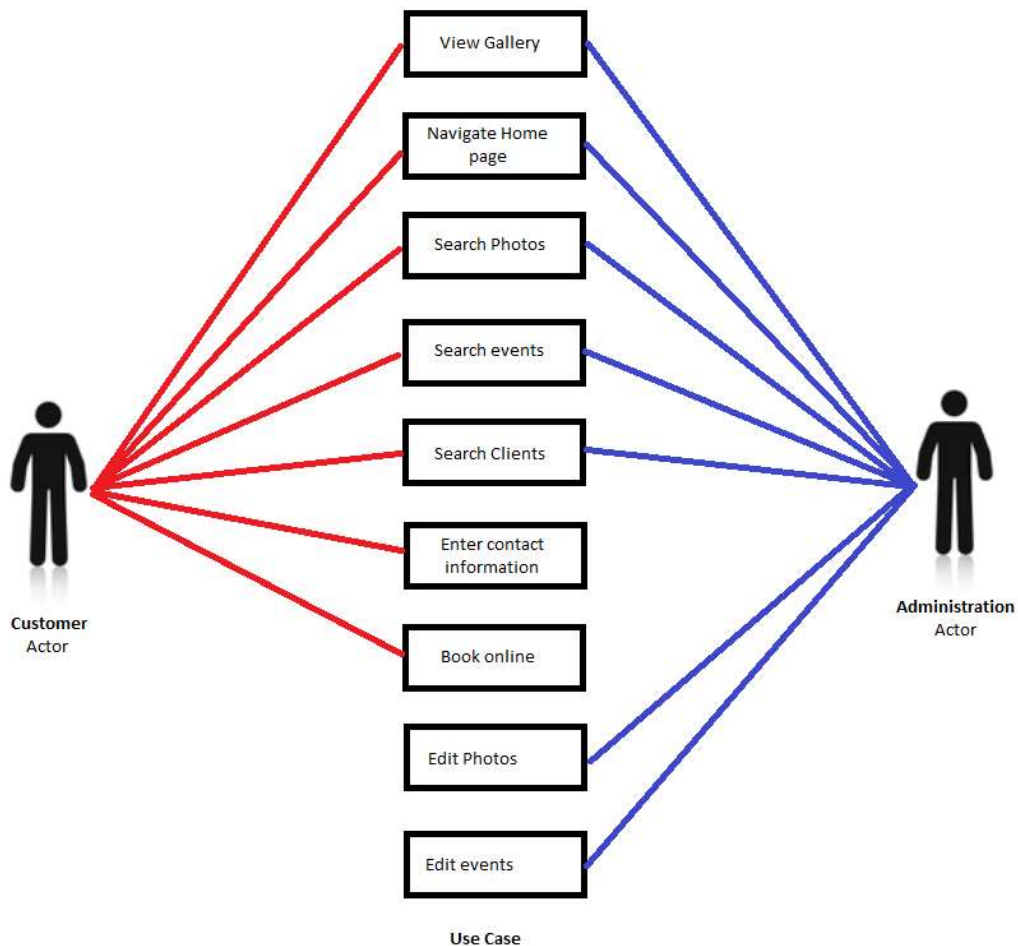 View Gallery
Navigate Home
page
Search Photos
Search events
Search Clients
Enter contact
information
Book online
Edit Photos
Edit events
Customer
Actor
Administration
Actor
Use Case